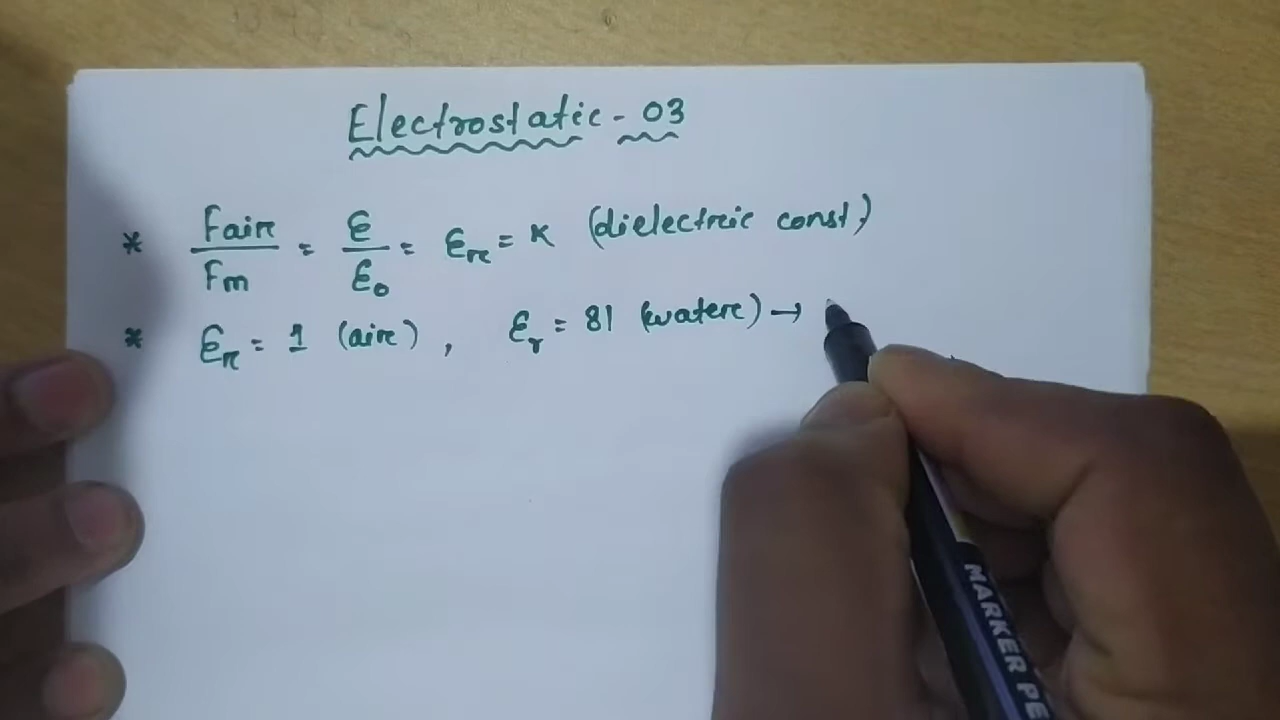 Electrostatic - 03
* Fair/Fm = ε/ε₀ = εr = K (dielectric const.)
* εr = 1 (air), εr = 81 (water) →
MARKER PE